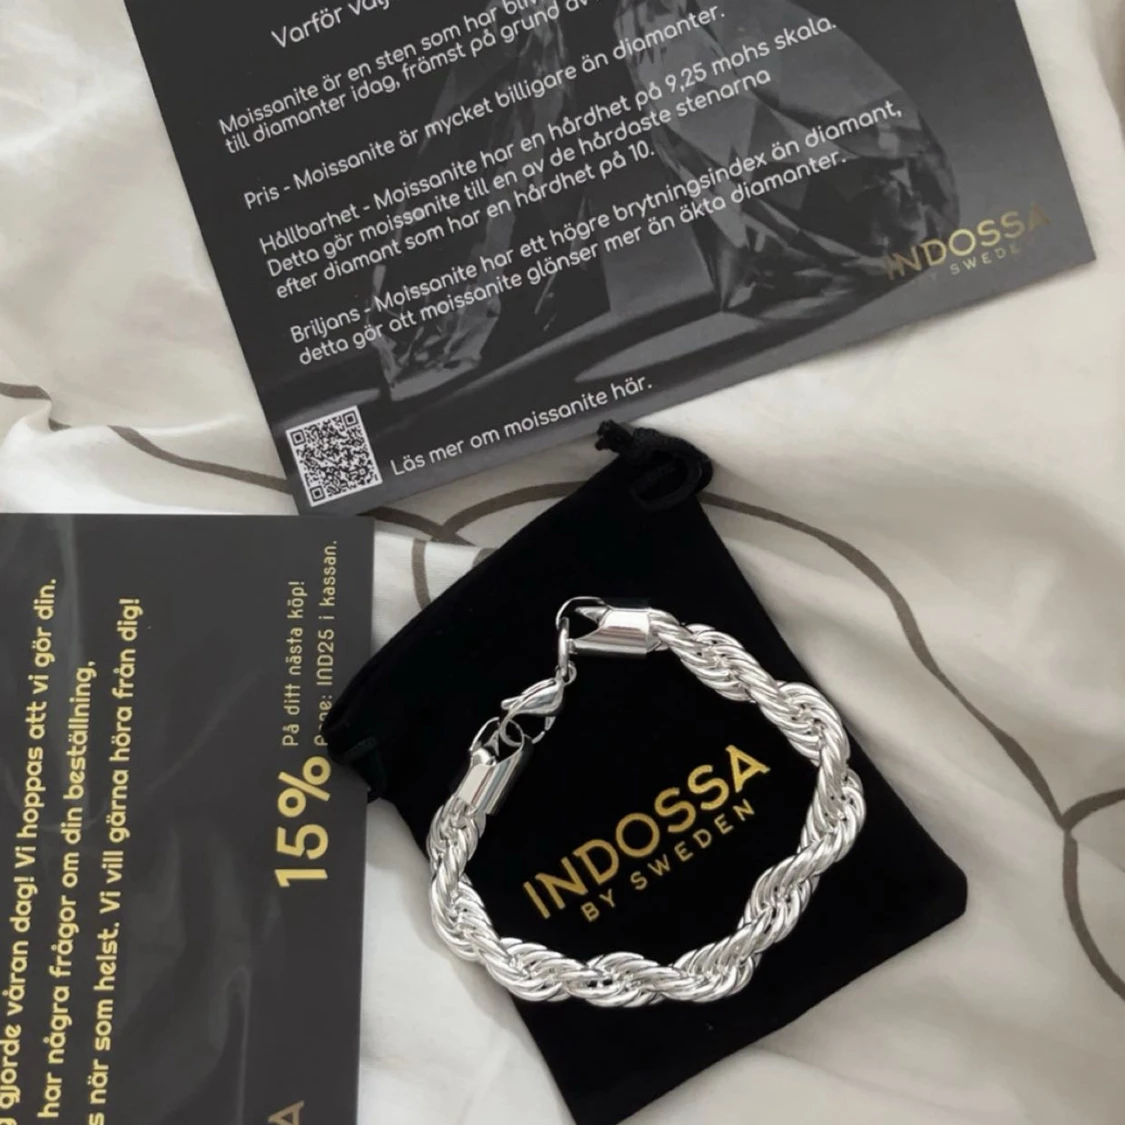 Varför
Moissanite är en sten som har
till diamanter idag, främst på grund av
Pris - Moissanite är mycket billigare än diamanter.
Hållbarhet - Moissanite har en hårdhet på 9,25 mohs skala.
Detta gör moissanite till en av de hårdaste stenarna
efter diamant som har en hårdhet på 10.
Briljans - Moissanite har ett högre brytningsindex än diamant,
detta gör att moissanite glänser mer än äkta diamanter.
Läs mer om moissanite här.
INDOSSA
BY SWEDE
gjorde våran dag! Vi hoppas att vi gör din.
har några frågor om din beställning,
s när som helst. Vi vill gärna höra från dig!
15%
På ditt nästa köp!
IND25 i kassan.
INDOSSA
BY SWEDEN